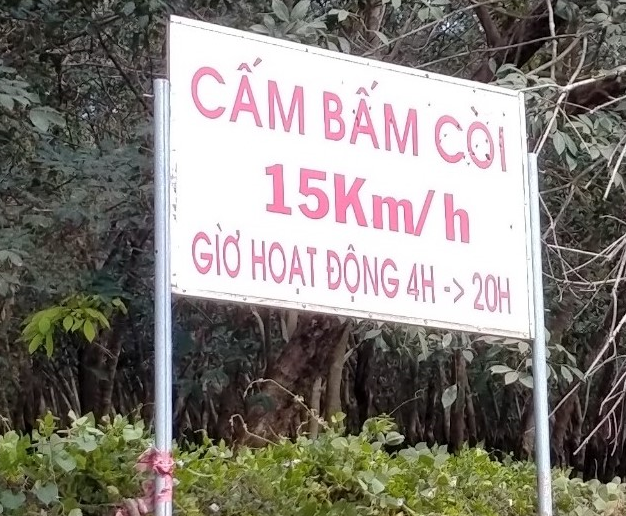 CẤM BẤM CÒI
15Km/h
GIỜ HOẠT ĐỘNG 4H -> 20H